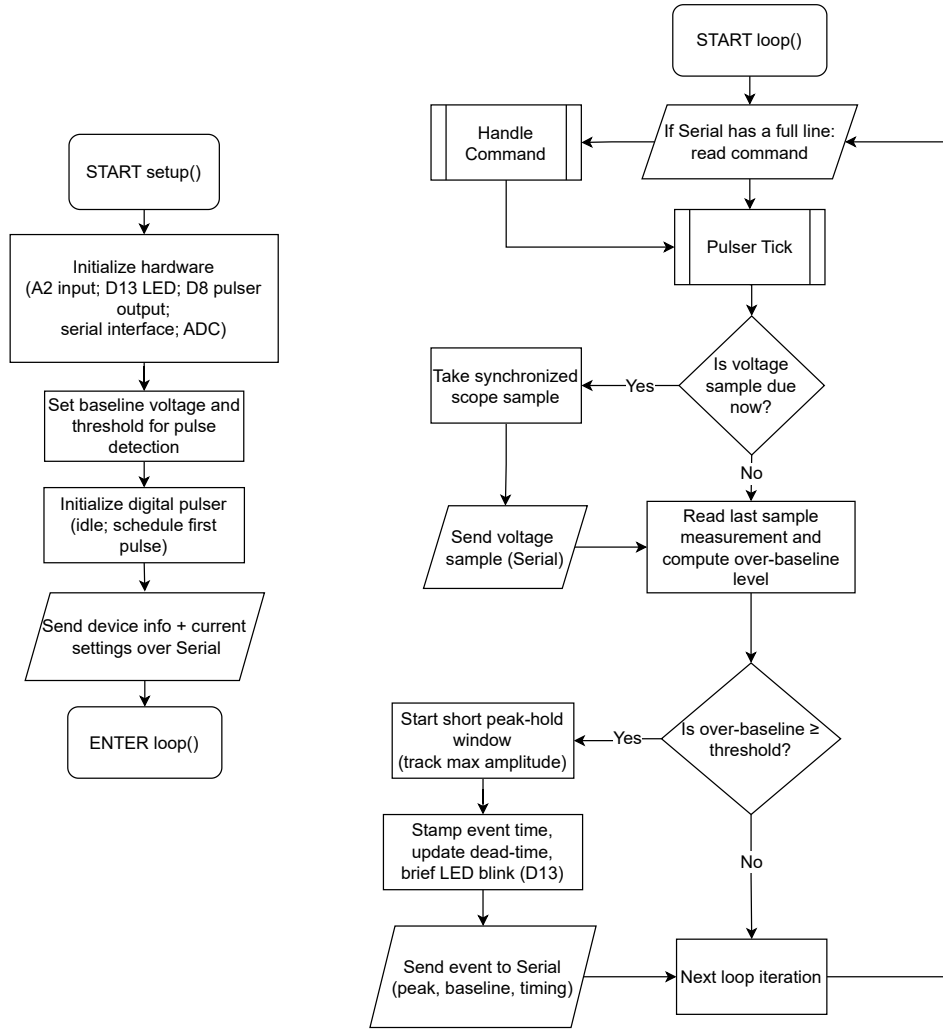 START setup()
Initialize hardware
(A2 input; D13 LED; D8 pulser
output;
serial interface; ADC)
Set baseline voltage and
threshold for pulse
detection
Initialize digital pulser
(idle; schedule first
pulse)
Send device info + current
settings over Serial
ENTER loop()
START loop()
If Serial has a full line:
read command
Handle
Command
Pulser Tick
Is voltage
sample due
now?
Yes
Take synchronized
scope sample
No
Send voltage
sample (Serial)
Read last sample
measurement and
compute over-baseline
level
Is over-baseline ≥
threshold?
Yes
Start short peak-hold
window
(track max amplitude)
Stamp event time,
update dead-time,
brief LED blink (D13)
No
Send event to Serial
(peak, baseline, timing)
Next loop iteration